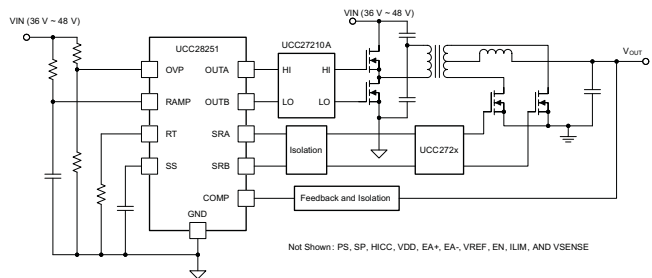 VIN (36 V ~ 48 V)
VIN (36 V ~ 48 V)
UCC28251
UCC27210A
VOUT
OVP
OUTA
HI
HI
RAMP
OUTB
LO
LO
RT
SRA
Isolation
UCC272x
SS
SRB
COMP
Feedback and Isolation
GND
Not Shown: PS, SP, HICC, VDD, EA+, EA-, VREF, EN, ILIM, AND VSENSE